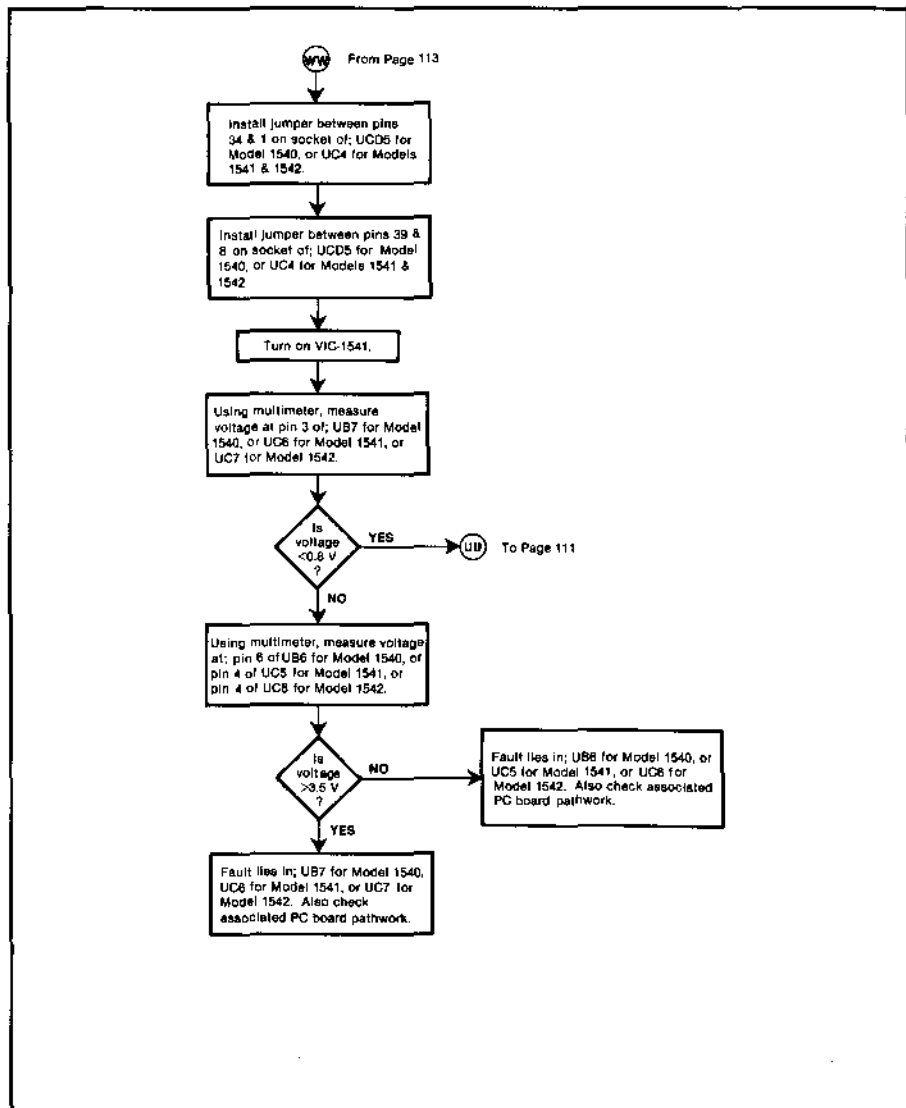 WW From Page 113
Install jumper between pins
34 & 1 on socket of; UCD5 for
Model 1540, or UC4 for Models
1541 & 1542.
Install jumper between pins 39 &
8 on socket of; UCD5 for Model
1540, or UC4 for Models 1541 &
1542
Turn on VIC-1541.
Using multimeter, measure
voltage at pin 3 of; UB7 for Model
1540, or UC6 for Model 1541, or
UC7 for Model 1542.
Is
voltage
<0.8 V
?
YES
UU To Page 111
NO
Using multimeter, measure voltage
at; pin 6 of UB6 for Model 1540, or
pin 4 of UC5 for Model 1541, or
pin 4 of UC8 for Model 1542.
Is
voltage
>3.5 V
?
NO
Fault lies in; UB6 for Model 1540, or
UC5 for Model 1541, or UC8 for
Model 1542. Also check associated
PC board pathwork.
YES
Fault lies in; UB7 for Model 1540,
UC6 for Model 1541, or UC7 for
Model 1542. Also check
associated PC board pathwork.